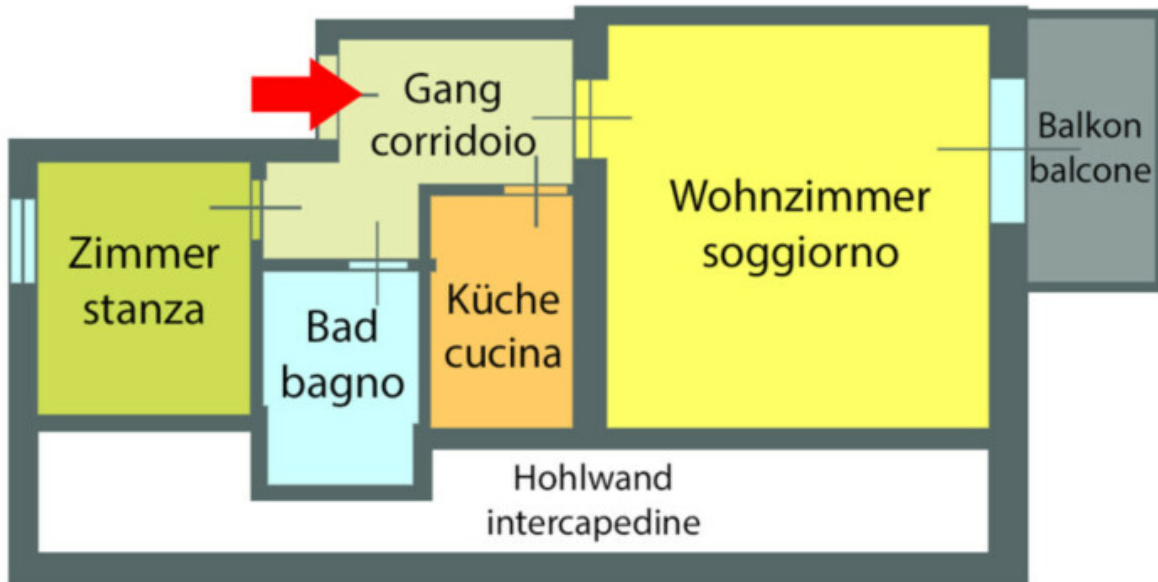 Gang
corridoio
Wohnzimmer
soggiorno
Balkon
balcone
Zimmer
stanza
Bad
bagno
Küche
cucina
Hohlwand
intercapedine